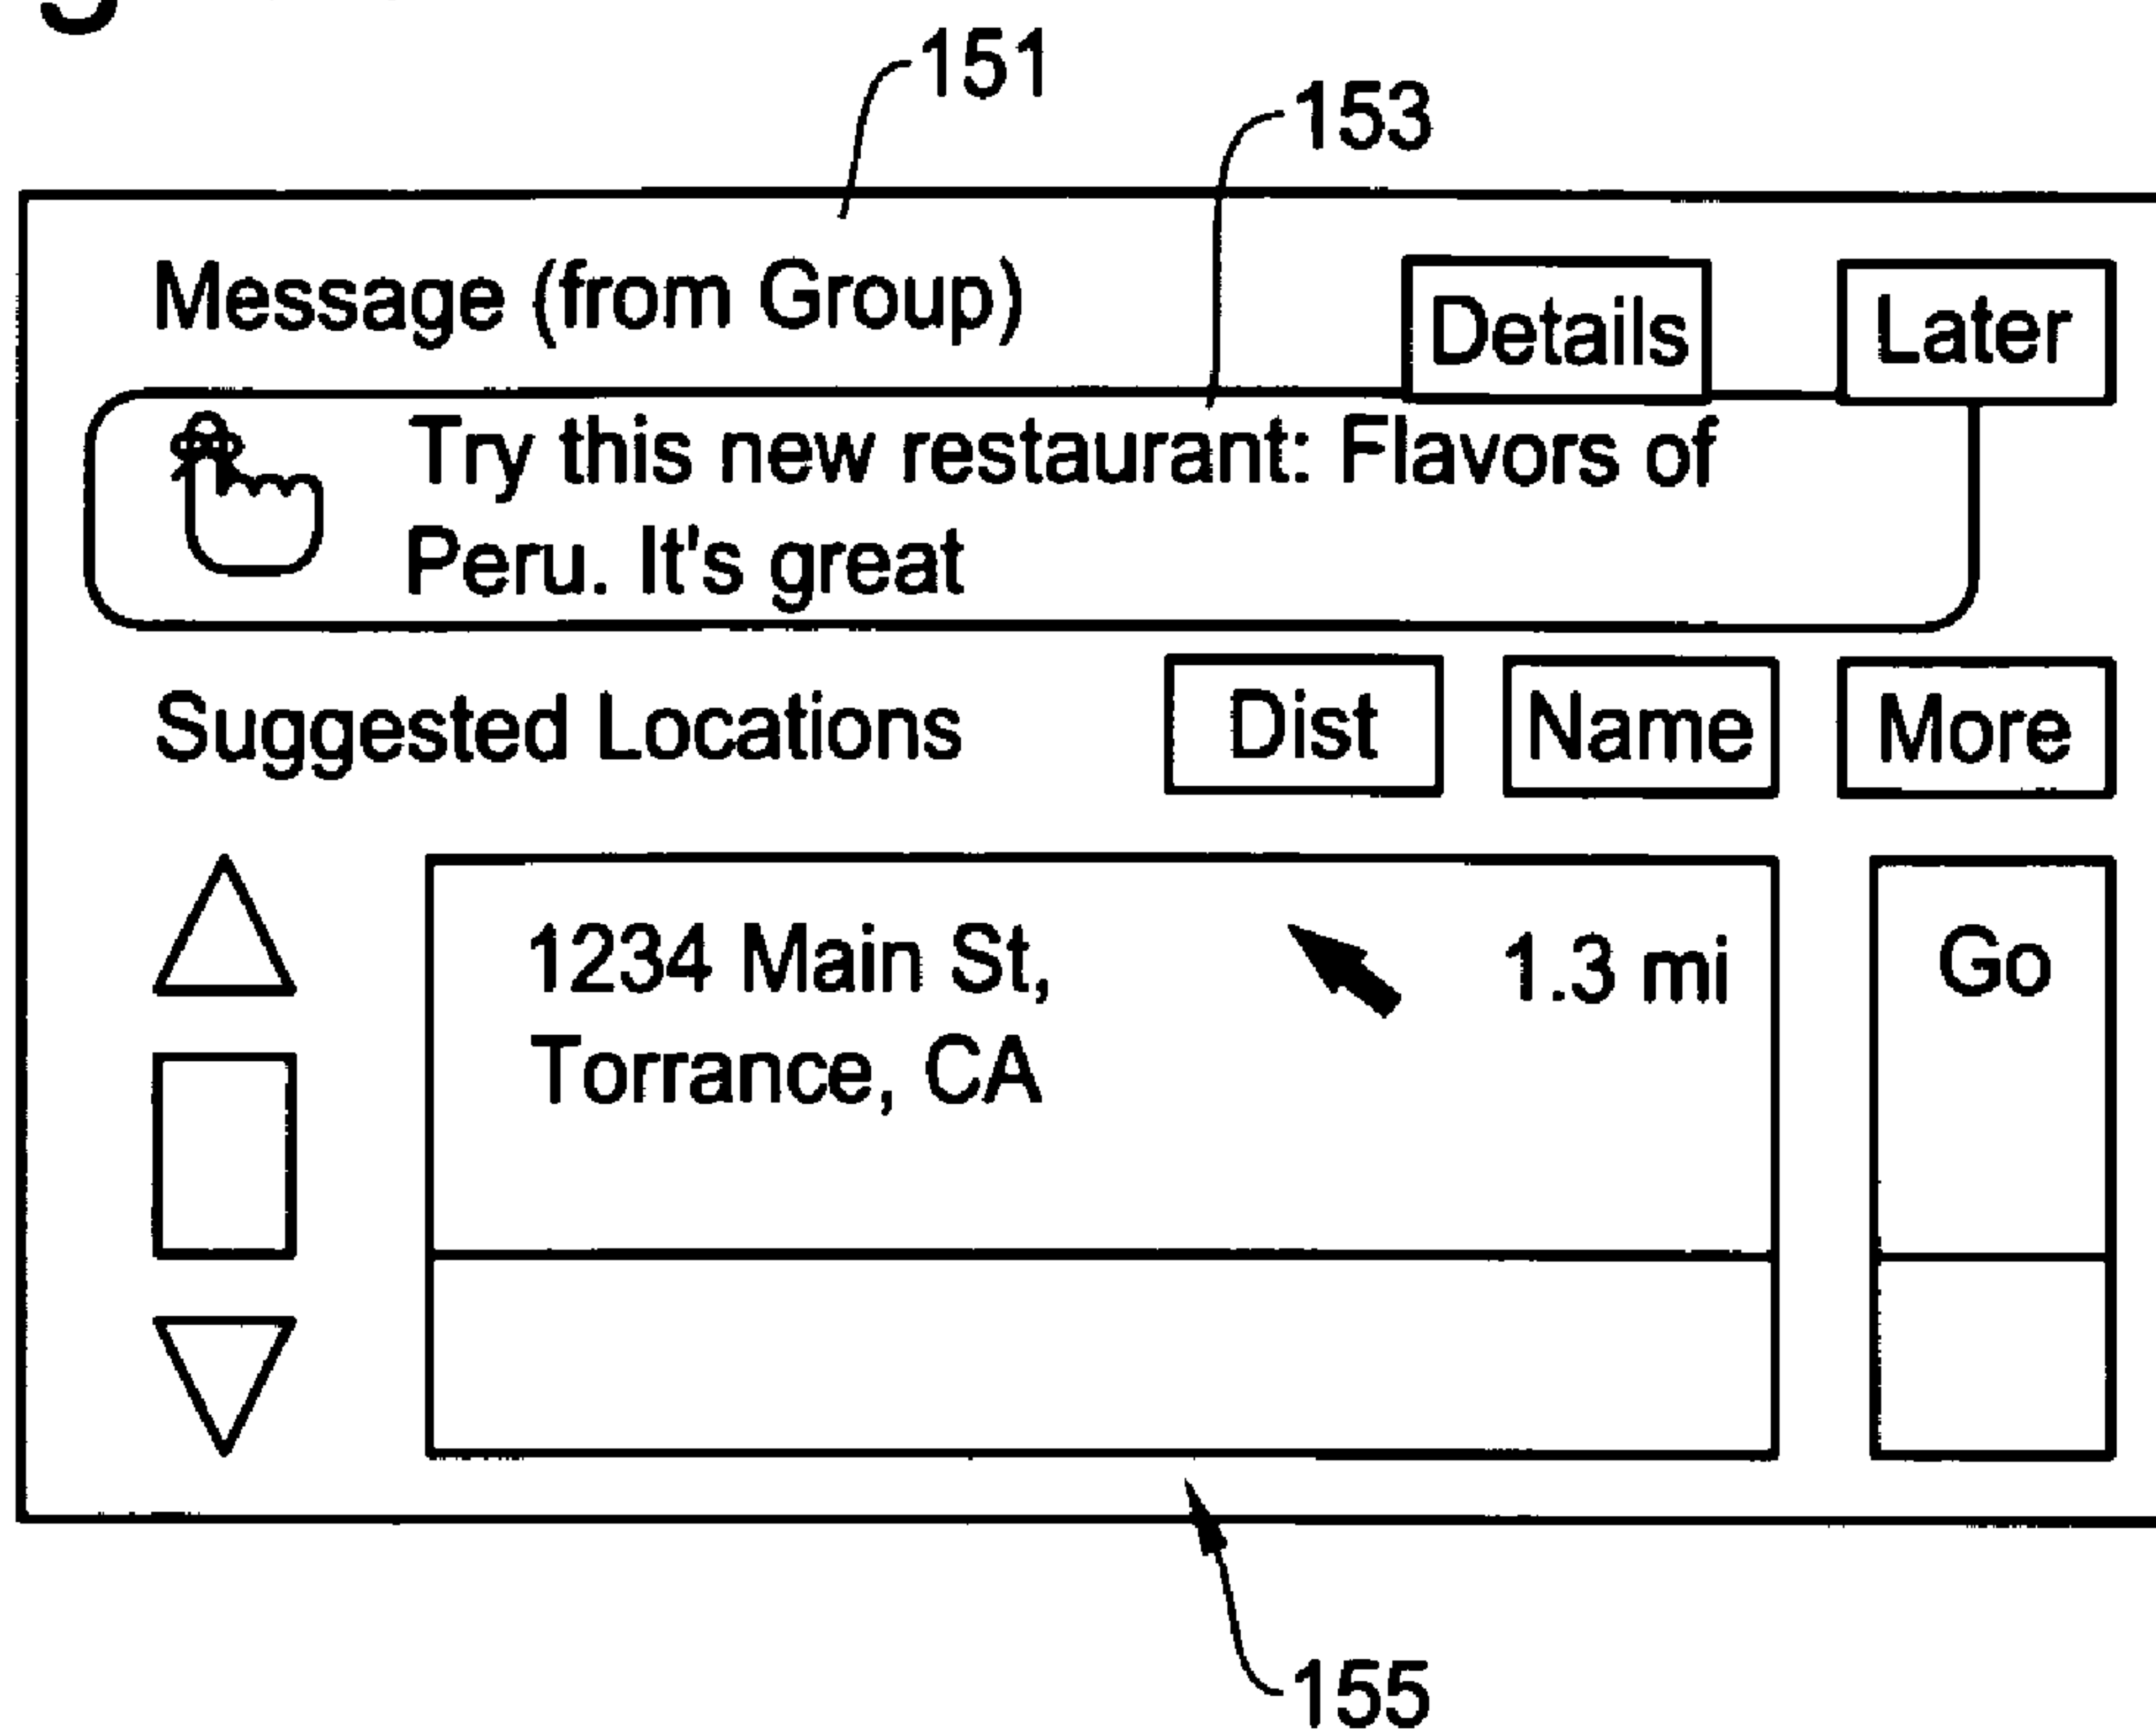 151
153
Message (from Group)
Details
Later
Try this new restaurant: Flavors of
Peru. It's great
Suggested Locations
Dist
Name
More
1234 Main St,
Torrance, CA
1.3 mi
Go
155